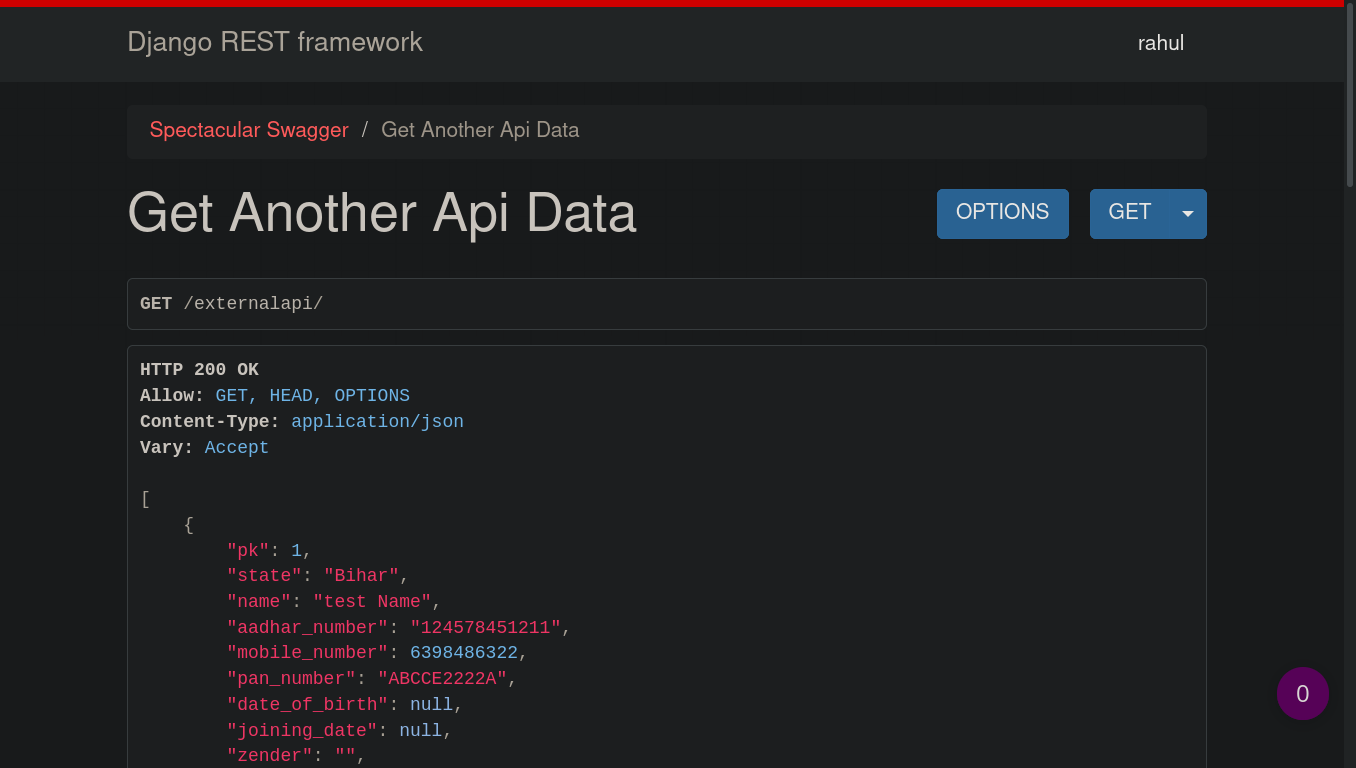 Django REST framework
rahul
Spectacular Swagger / Get Another Api Data
Get Another Api Data
OPTIONS
GET
GET /externalapi/
HTTP 200 OK
Allow: GET, HEAD, OPTIONS
Content-Type: application/json
Vary: Accept
[
{
"pk": 1,
"state": "Bihar",
"name": "test Name",
"aadhar_number": "124578451211",
"mobile_number": 6398486322,
"pan_number": "ABCCE2222A",
"date_of_birth": null,
"joining_date": null,
"zender": "",
0